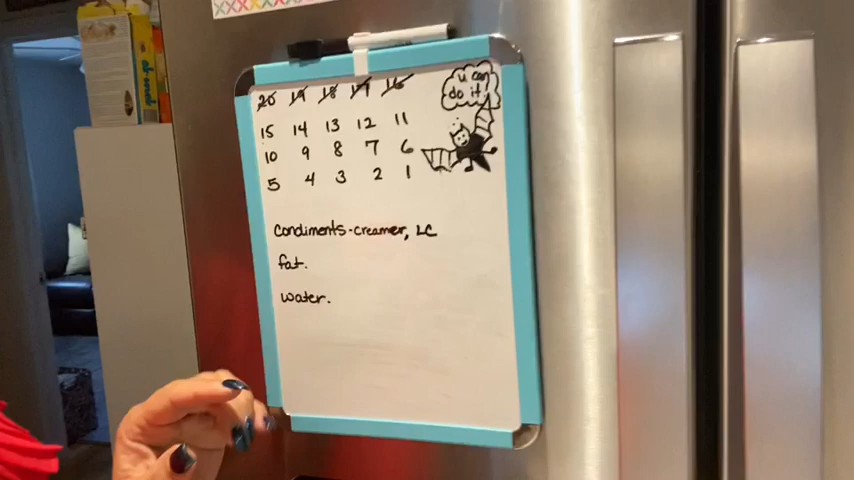 20 19 18 17 16
u can
do it!
15 14 13 12 11
10 9 8 7 6
5 4 3 2 1
condiments-creamer, LC
fat.
water.